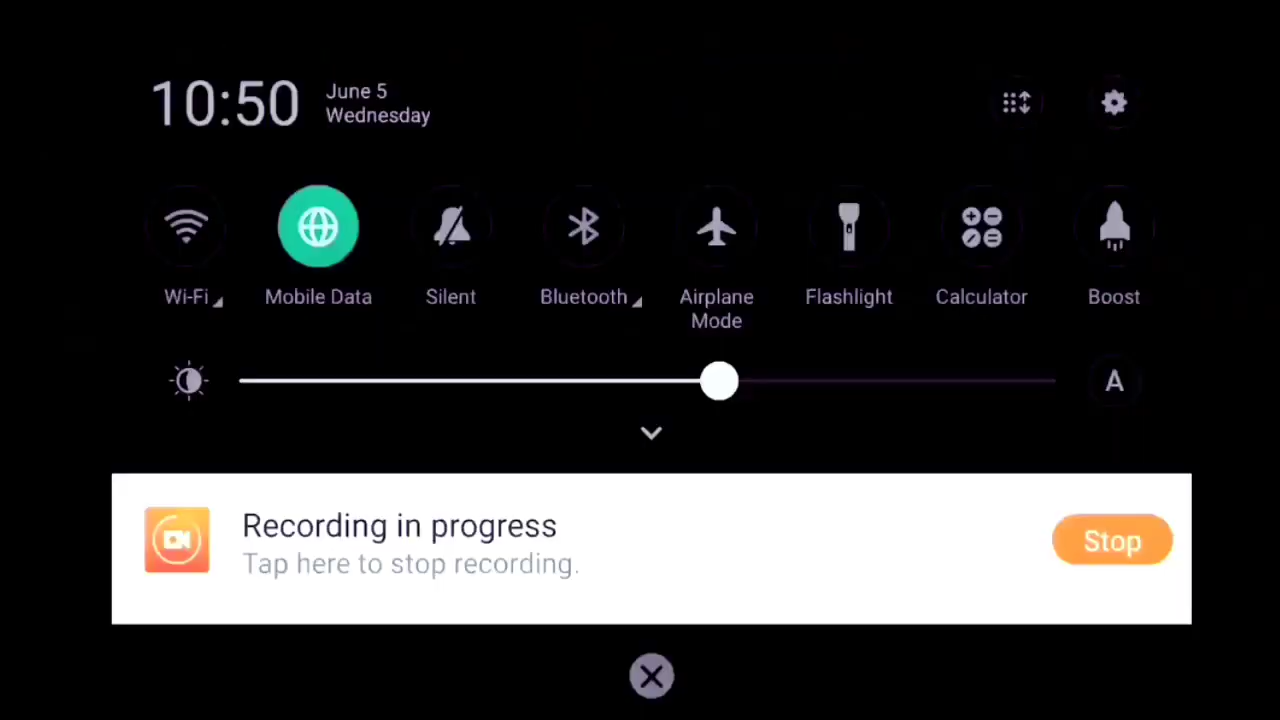 10:50
June 5
Wednesday
Wi-Fi
Mobile Data
Silent
Bluetooth
Airplane
Mode
Flashlight
Calculator
Boost
A
Recording in progress
Tap here to stop recording.
Stop